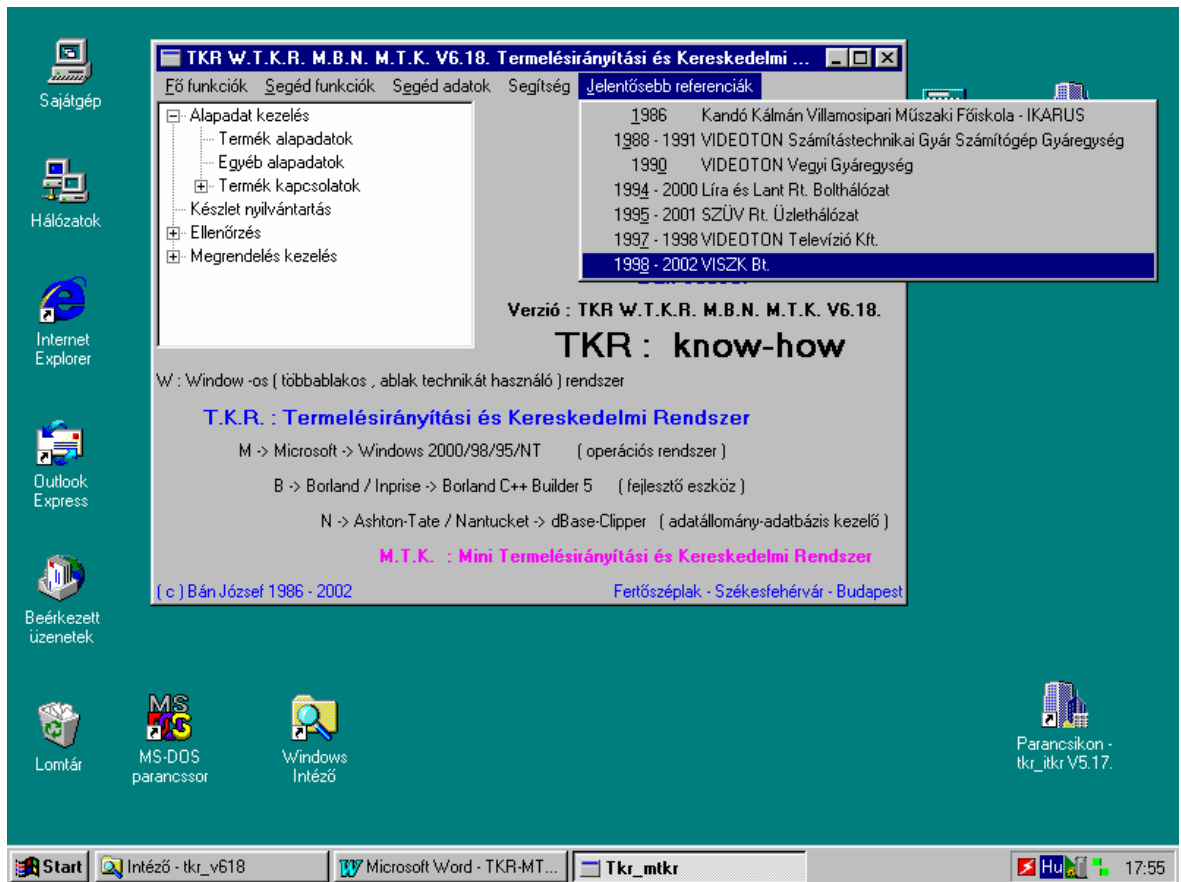 Sajátgép
Hálózatok
Internet
Explorer
Outlook
Express
Beérkezett
üzenetek
Lomtár
MS-DOS
parancssor
Windows
Intéző
Parancsikon -
tkr_itkr V5.17.
TKR W.T.K.R. M.B.N. M.T.K. V6.18. Termelésirányítási és Kereskedelmi ...
Fő funkciók Segéd funkciók Segéd adatok Segítség Jelentősebb referenciák
1986 Kandó Kálmán Villamosipari Műszaki Főiskola - IKARUS
1988 - 1991 VIDEOTON Számítástechnikai Gyár Számítógép Gyáregység
1990 VIDEOTON Vegyi Gyáregység
1994 - 2000 Líra és Lant Rt. Bolthálózat
1995 - 2001 SZÜV Rt. Üzlethálózat
1997 - 1998 VIDEOTON Televízió Kft.
1998 - 2002 VISZK Bt.
Alapadat kezelés
Termék alapadatok
Egyéb alapadatok
Termék kapcsolatok
Készlet nyilvántartás
Ellenőrzés
Megrendelés kezelés
Verzió : TKR W.T.K.R. M.B.N. M.T.K. V6.18.
TKR : know-how
W : Window -os ( többablakos , ablak technikát használó ) rendszer
T.K.R. : Termelésirányítási és Kereskedelmi Rendszer
M -> Microsoft -> Windows 2000/98/95/NT ( operációs rendszer )
B -> Borland / Inprise -> Borland C++ Builder 5 ( fejlesztő eszköz )
N -> Ashton-Tate / Nantucket -> dBase-Clipper ( adatállomány-adatbázis kezelő )
M.T.K. : Mini Termelésirányítási és Kereskedelmi Rendszer
( c ) Bán József 1986 - 2002 Fertőszéplak - Székesfehérvár - Budapest
Start Intéző - tkr_v618 Microsoft Word - TKR-MT... Tkr_mtkr Hu 17:55